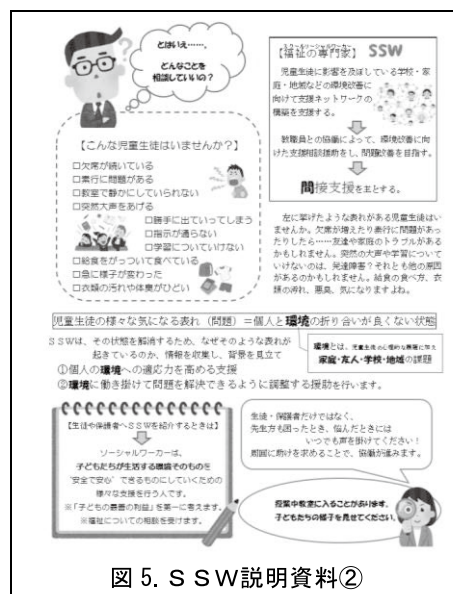 とはいえ……、
どんなことを
相談していいの？
スクールソーシャルワーカー
【福祉の専門家】 SSW
児童生徒に影響を及ぼしている学校・家
庭・地域などの環境改善に
向けて支援ネットワークの
構築を支援する。
教職員との協働によって、環境改善に向
けた支援相談援助をし、問題改善を目指す。
間接支援を主とする。
【こんな児童生徒はいませんか？】
□欠席が続いている
□素行に問題がある
□教室で静かにしていられない
□突然大声をあげる
□勝手に出ていってしまう
□指示が通らない
□学習についていけない
□給食をがっついて食べている
□急に様子が変わった
□衣類の汚れや体臭がひどい
左に挙げたような表れがある児童生徒はい
ませんか。欠席が増えたり素行に問題があっ
たりしたら……友達や家庭のトラブルがある
かもしれません。突然の大声や学習について
いけないのは、発達障害？それとも他の原因
があるのかもしれません。給食の食べ方、衣
類の汚れ、悪臭、気になりますよね。
児童生徒の様々な気になる表れ（問題）＝個人と環境の折り合いが良くない状態
ＳＳＷは、その状態を解消するため、なぜそのような表れが
起きているのか、情報を収集し、背景を見立て
①個人の環境への適応力を高める支援
②環境に働き掛けて問題を解決できるように調整する援助を行います。
環境とは、児童生徒の心理的な課題に加え
家庭・友人・学校・地域の課題
【生徒や保護者へＳＳＷを紹介するときは】
ソーシャルワーカーは、
子どもたちが生活する環境そのものを
“安全で安心”できるものにしていくための
様々な支援を行う人です。
※「子どもの最善の利益」を第一に考えます。
※福祉についての相談を受けます。
生徒・保護者だけではなく、
先生方も困ったとき、悩んだときには
いつでも声を掛けてください！
周囲に助けを求めることで、協働が進みます。
授業中教室に入ることがあります。
子どもたちの様子を見せてください。
図 5. ＳＳＷ説明資料②